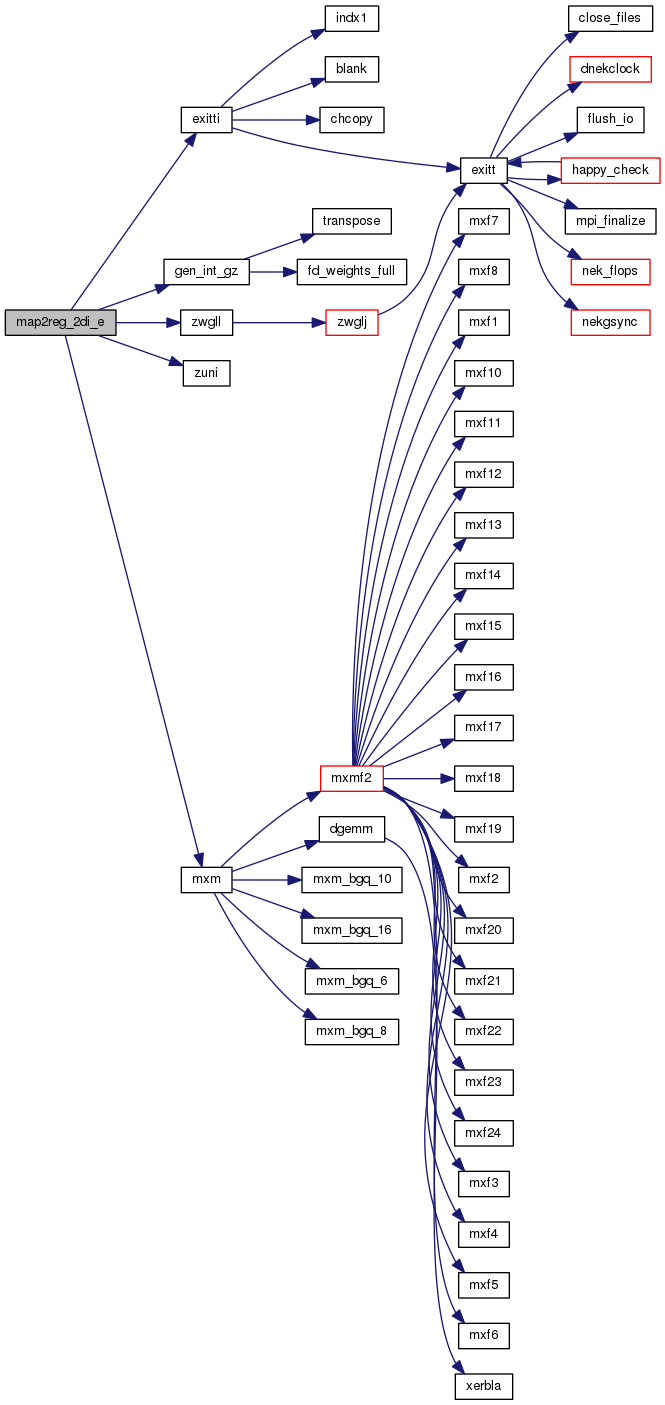 map2reg_2di_e
exitti
gen_int_gz
zwgll
zuni
mxm
indx1
blank
chcopy
transpose
fd_weights_full
zwglj
mxmf2
dgemm
mxm_bgq_10
mxm_bgq_16
mxm_bgq_6
mxm_bgq_8
exitt
mxf7
mxf8
mxf1
mxf10
mxf11
mxf12
mxf13
mxf14
mxf15
mxf16
mxf17
mxf18
mxf19
mxf2
mxf20
mxf21
mxf22
mxf23
mxf24
mxf3
mxf4
mxf5
mxf6
xerbla
close_files
dnekclock
flush_io
happy_check
mpi_finalize
nek_flops
nekgsync